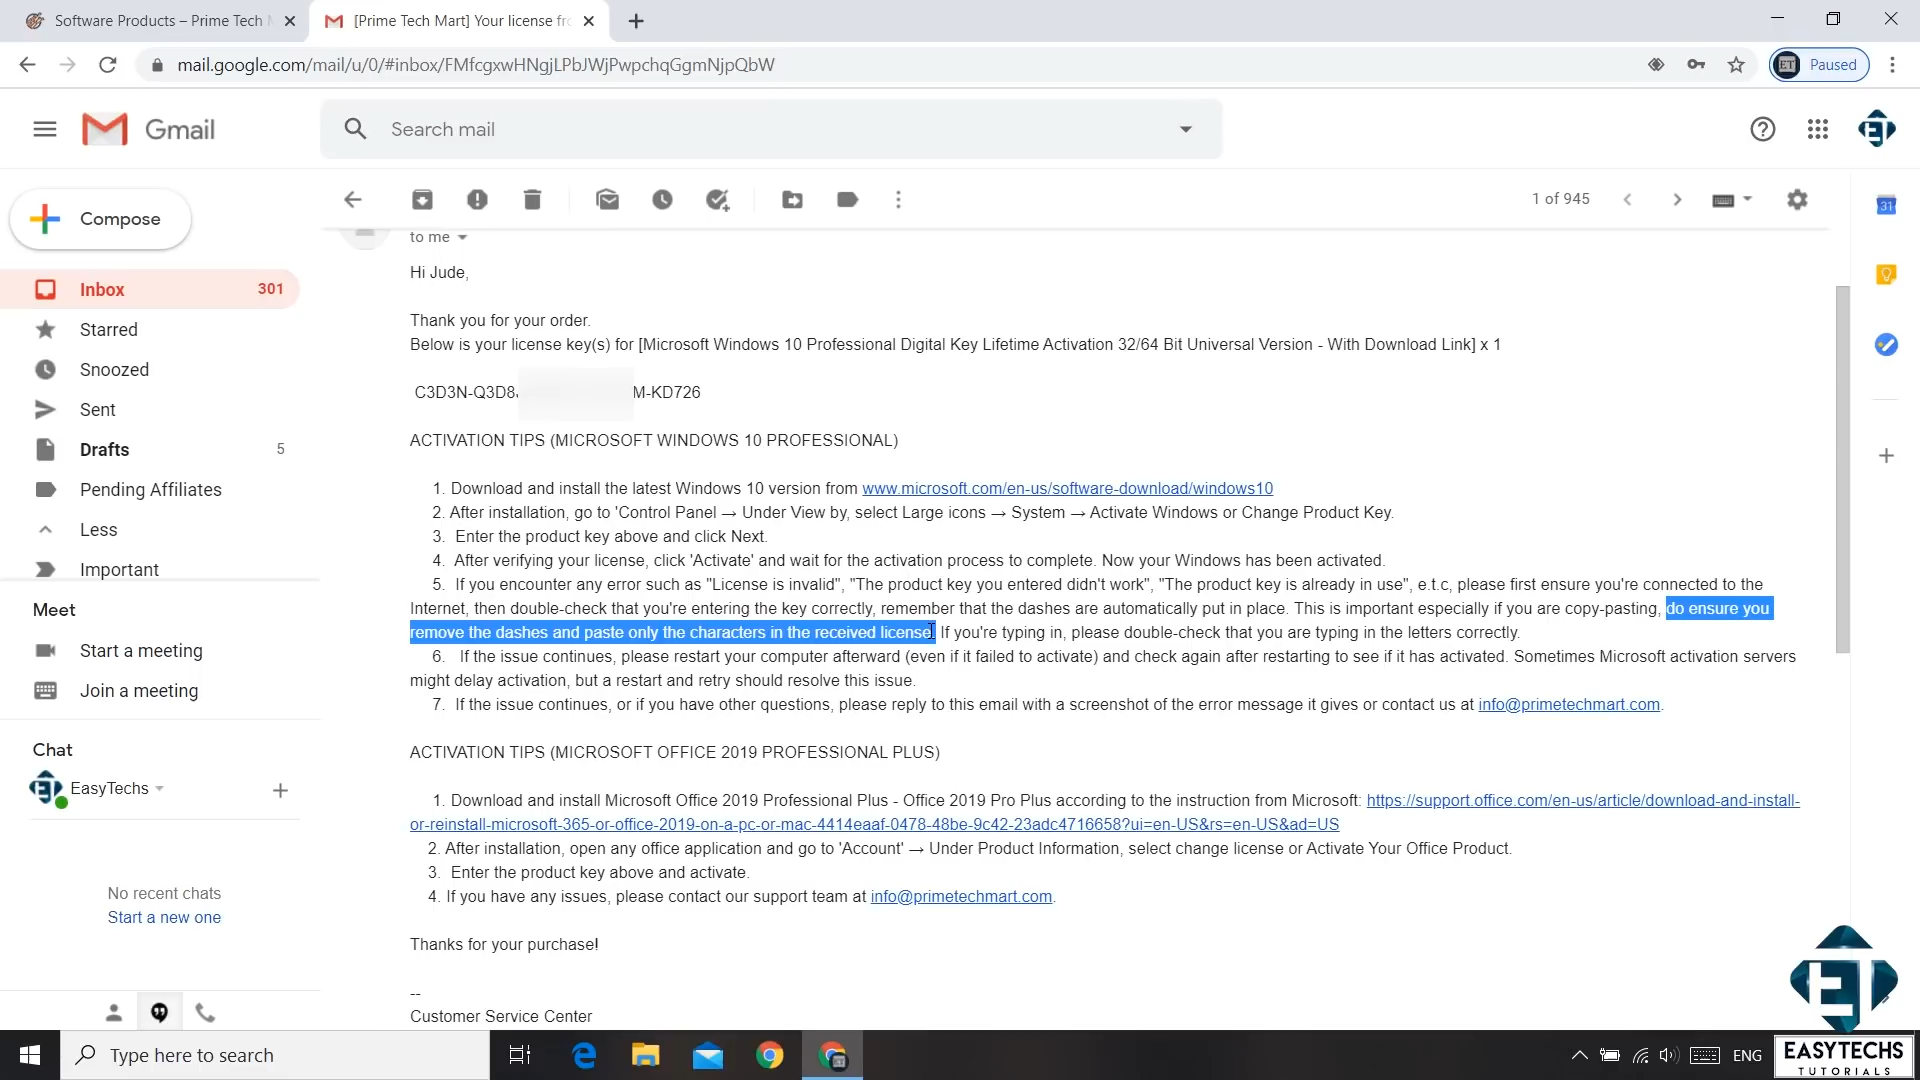 Software Products – Prime Tech M
[Prime Tech Mart] Your license fro
mail.google.com/mail/u/0/#inbox/FMfcgxwHNgjLPbJWjPwpchqGgmNjpQbW
ET Paused
Gmail
Search mail
Compose
1 of 945
31
Inbox 301
Starred
Snoozed
Sent
Drafts 5
Pending Affiliates
Less
Important
Meet
Start a meeting
Join a meeting
Chat
EasyTechs
No recent chats
Start a new one
to me
Hi Jude,
Thank you for your order.
Below is your license key(s) for [Microsoft Windows 10 Professional Digital Key Lifetime Activation 32/64 Bit Universal Version - With Download Link] x 1
C3D3N-Q3D8 M-KD726
ACTIVATION TIPS (MICROSOFT WINDOWS 10 PROFESSIONAL)
1. Download and install the latest Windows 10 version from www.microsoft.com/en-us/software-download/windows10
2. After installation, go to 'Control Panel → Under View by, select Large icons → System → Activate Windows or Change Product Key.
3. Enter the product key above and click Next.
4. After verifying your license, click 'Activate' and wait for the activation process to complete. Now your Windows has been activated.
5. If you encounter any error such as "License is invalid", "The product key you entered didn't work", "The product key is already in use", e.t.c, please first ensure you're connected to the
Internet, then double-check that you're entering the key correctly, remember that the dashes are automatically put in place. This is important especially if you are copy-pasting, do ensure you
remove the dashes and paste only the characters in the received license. If you're typing in, please double-check that you are typing in the letters correctly.
6. If the issue continues, please restart your computer afterward (even if it failed to activate) and check again after restarting to see if it has activated. Sometimes Microsoft activation servers
might delay activation, but a restart and retry should resolve this issue.
7. If the issue continues, or if you have other questions, please reply to this email with a screenshot of the error message it gives or contact us at info@primetechmart.com.
ACTIVATION TIPS (MICROSOFT OFFICE 2019 PROFESSIONAL PLUS)
1. Download and install Microsoft Office 2019 Professional Plus - Office 2019 Pro Plus according to the instruction from Microsoft: https://support.office.com/en-us/article/download-and-install-
or-reinstall-microsoft-365-or-office-2019-on-a-pc-or-mac-4414eaaf-0478-48be-9c42-23adc4716658?ui=en-US&rs=en-US&ad=US
2. After installation, open any office application and go to 'Account' → Under Product Information, select change license or Activate Your Office Product.
3. Enter the product key above and activate.
4. If you have any issues, please contact our support team at info@primetechmart.com.
Thanks for your purchase!
--
Customer Service Center
Type here to search
ENG
EASYTECHS
TUTORIALS